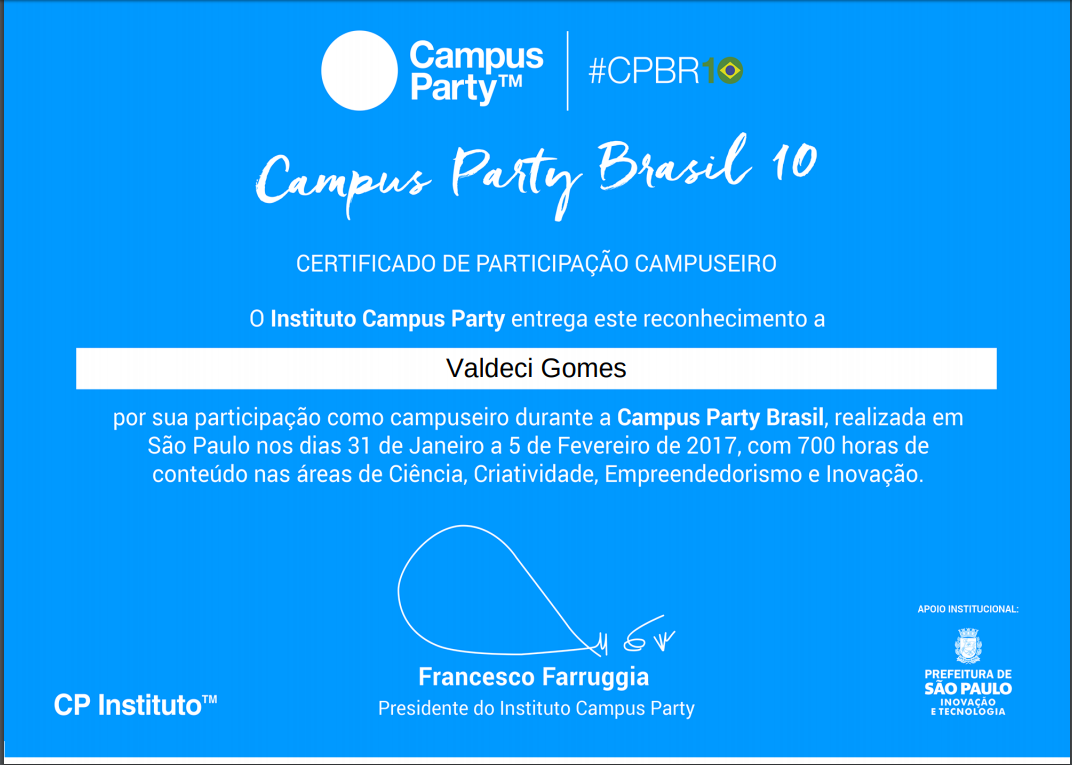 Campus
Party™
#CPBR10
Campus Party Brasil 10
CERTIFICADO DE PARTICIPAÇÃO CAMPUSEIRO
O Instituto Campus Party entrega este reconhecimento a
Valdeci Gomes
por sua participação como campuseiro durante a Campus Party Brasil, realizada em
São Paulo nos dias 31 de Janeiro a 5 de Fevereiro de 2017, com 700 horas de
conteúdo nas áreas de Ciência, Criatividade, Empreendedorismo e Inovação.
Francesco Farruggia
Presidente do Instituto Campus Party
CP Instituto™
APOIO INSTITUCIONAL:
PREFEITURA DE
SÃO PAULO
INOVAÇÃO
E TECNOLOGIA